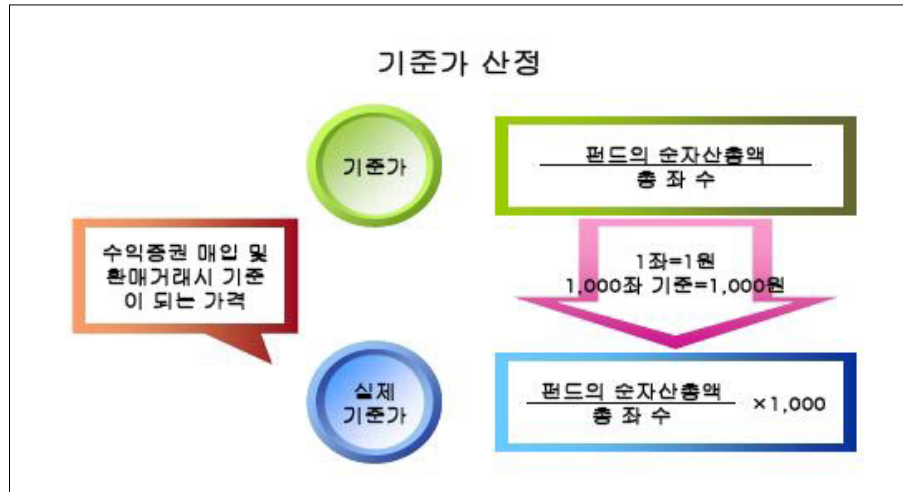 기준가 산정
기준가
펀드의 순자산총액
총 좌 수
수익증권 매입 및
환매거래시 기준
이 되는 가격
1좌=1원
1,000좌 기준=1,000원
실제
기준가
펀드의 순자산총액
총 좌 수
×1,000